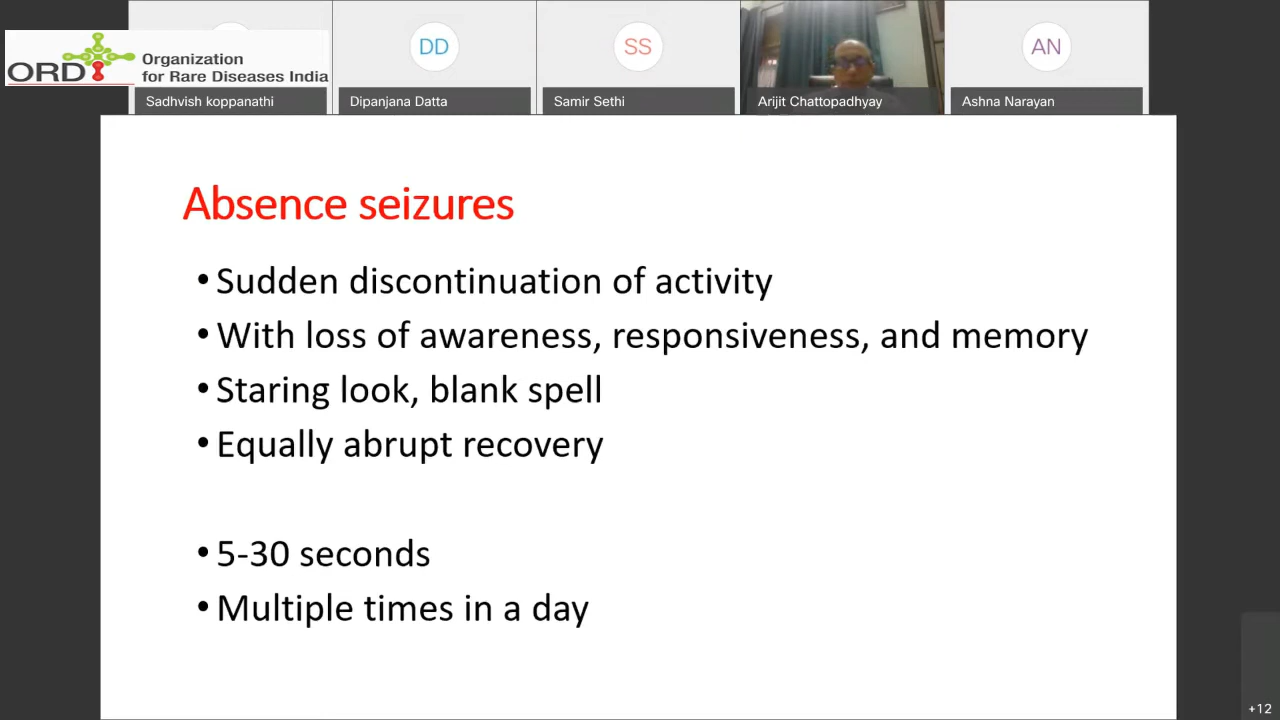 ORD
Organization
for Rare Diseases India
DD
SS
AN
Sadhvish koppanathi
Dipanjana Datta
Samir Sethi
Arijit Chattopadhyay
Ashna Narayan
Absence seizures
•Sudden discontinuation of activity
•With loss of awareness, responsiveness, and memory
•Staring look, blank spell
•Equally abrupt recovery
•5-30 seconds
•Multiple times in a day
+12